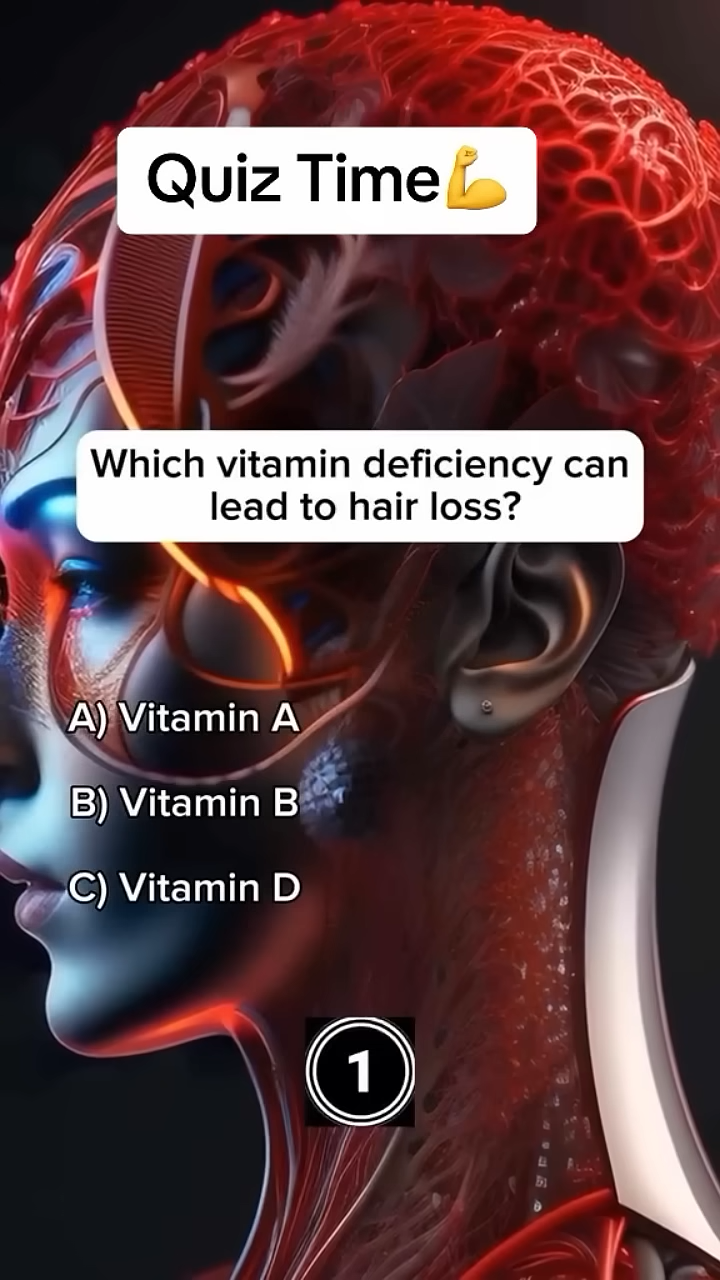 Quiz Time💪
Which vitamin deficiency can
lead to hair loss?
A) Vitamin A
B) Vitamin B
C) Vitamin D
1